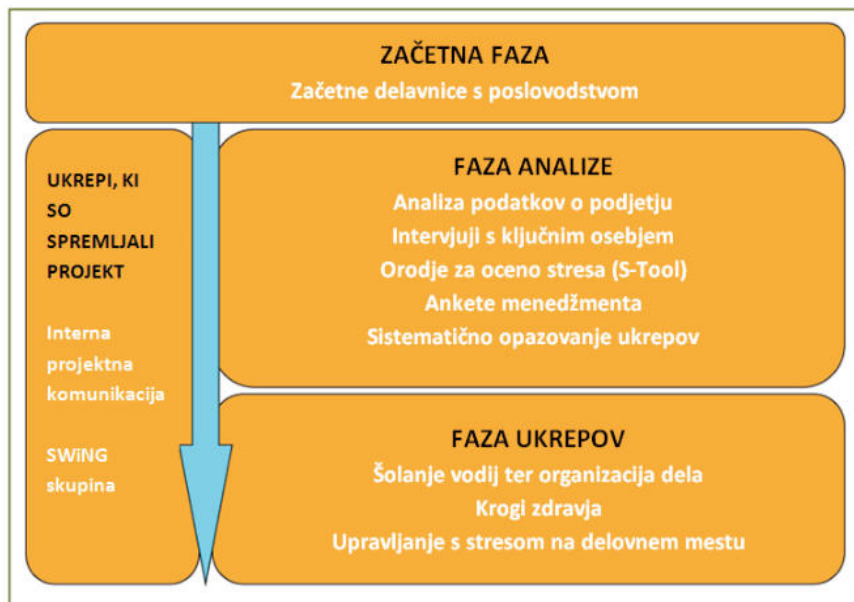 ZAČETNA FAZA
Začetne delavnice s poslovodstvom
UKREPI, KI
SO
SPREMLJALI
PROJEKT
Interna
projektna
komunikacija
SWiNG
skupina
FAZA ANALIZE
Analiza podatkov o podjetju
Intervjuji s ključnim osebjem
Orodje za oceno stresa (S-Tool)
Ankete menedžmenta
Sistematično opazovanje ukrepov
FAZA UKREPOV
Šolanje vodij ter organizacija dela
Krogi zdravja
Upravljanje s stresom na delovnem mestu